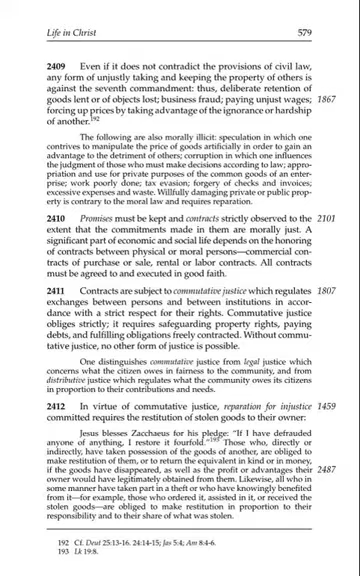 Life in Christ 579
2409 Even if it does not contradict the provisions of civil law,
any form of unjustly taking and keeping the property of others is
against the seventh commandment: thus, deliberate retention of
goods lent or of objects lost; business fraud; paying unjust wages; 1867
forcing up prices by taking advantage of the ignorance or hardship
of another.192
The following are also morally illicit: speculation in which one
contrives to manipulate the price of goods artificially in order to gain an
advantage to the detriment of others; corruption in which one influences
the judgment of those who must make decisions according to law; appro-
priation and use for private purposes of the common goods of an enter-
prise; work poorly done; tax evasion; forgery of checks and invoices;
excessive expenses and waste. Willfully damaging private or public prop-
erty is contrary to the moral law and requires reparation.
2410 Promises must be kept and contracts strictly observed to the 2101
extent that the commitments made in them are morally just. A
significant part of economic and social life depends on the honoring
of contracts between physical or moral persons—commercial con-
tracts of purchase or sale, rental or labor contracts. All contracts
must be agreed to and executed in good faith.
2411 Contracts are subject to commutative justice which regulates 1807
exchanges between persons and between institutions in accor-
dance with a strict respect for their rights. Commutative justice
obliges strictly; it requires safeguarding property rights, paying
debts, and fulfilling obligations freely contracted. Without commu-
tative justice, no other form of justice is possible.
One distinguishes commutative justice from legal justice which
concerns what the citizen owes in fairness to the community, and from
distributive justice which regulates what the community owes its citizens
in proportion to their contributions and needs.
2412 In virtue of commutative justice, reparation for injustice 1459
committed requires the restitution of stolen goods to their owner:
Jesus blesses Zacchaeus for his pledge: "If I have defrauded
anyone of anything, I restore it fourfold."193 Those who, directly or
indirectly, have taken possession of the goods of another, are obliged to
make restitution of them, or to return the equivalent in kind or in money,
if the goods have disappeared, as well as the profit or advantages their 2487
owner would have legitimately obtained from them. Likewise, all who in
some manner have taken part in a theft or who have knowingly benefited
from it—for example, those who ordered it, assisted in it, or received the
stolen goods—are obliged to make restitution in proportion to their
responsibility and to their share of what was stolen.
192 Cf. Deut 25:13-16. 24:14-15; Jas 5:4; Am 8:4-6.
193 Lk 19:8.